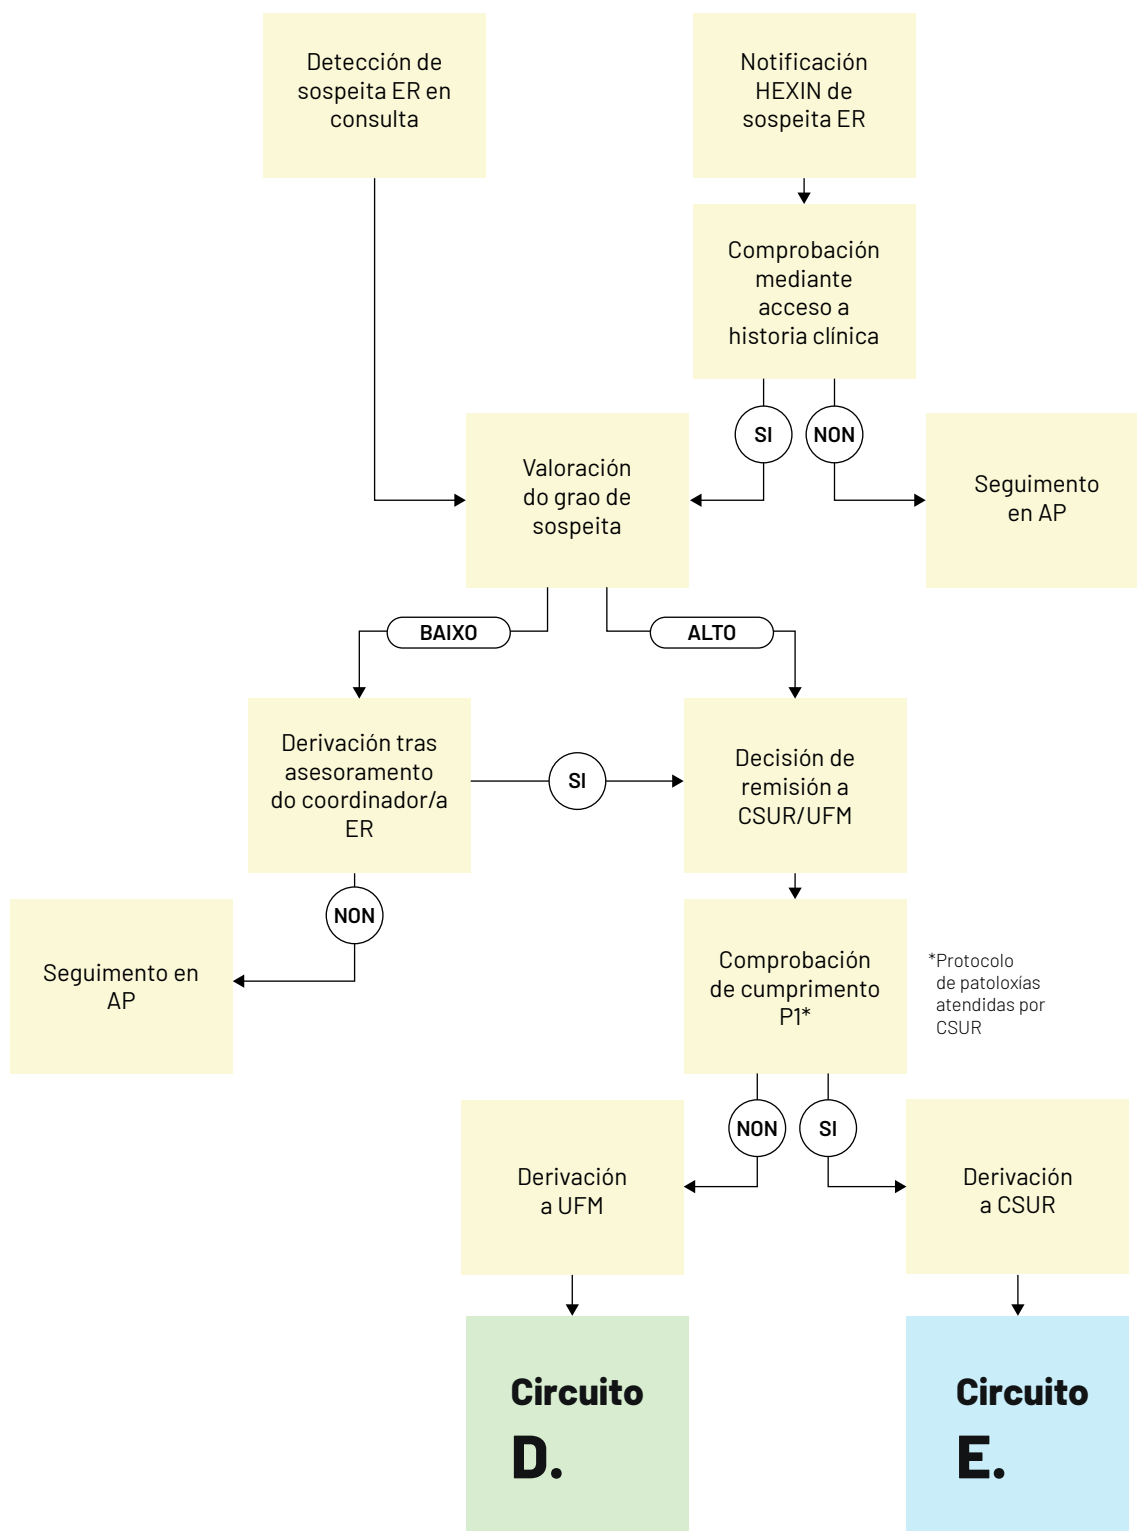 Detección de
sospeita ER en
consulta
Notificación
HEXIN de
sospeita ER
Comprobación
mediante
acceso a
historia clínica
SI
NON
Valoración
do grao de
sospeita
Seguimento
en AP
BAIXO
ALTO
Derivación tras
asesoramento
do coordinador/a
ER
SI
Decisión de
remisión a
CSUR/UFM
NON
Seguimento en
AP
Comprobación
de cumprimento
P1*
*Protocolo
de patoloxías
atendidas por
CSUR
NON
SI
Derivación
a UFM
Derivación
a CSUR
Circuito
D.
Circuito
E.